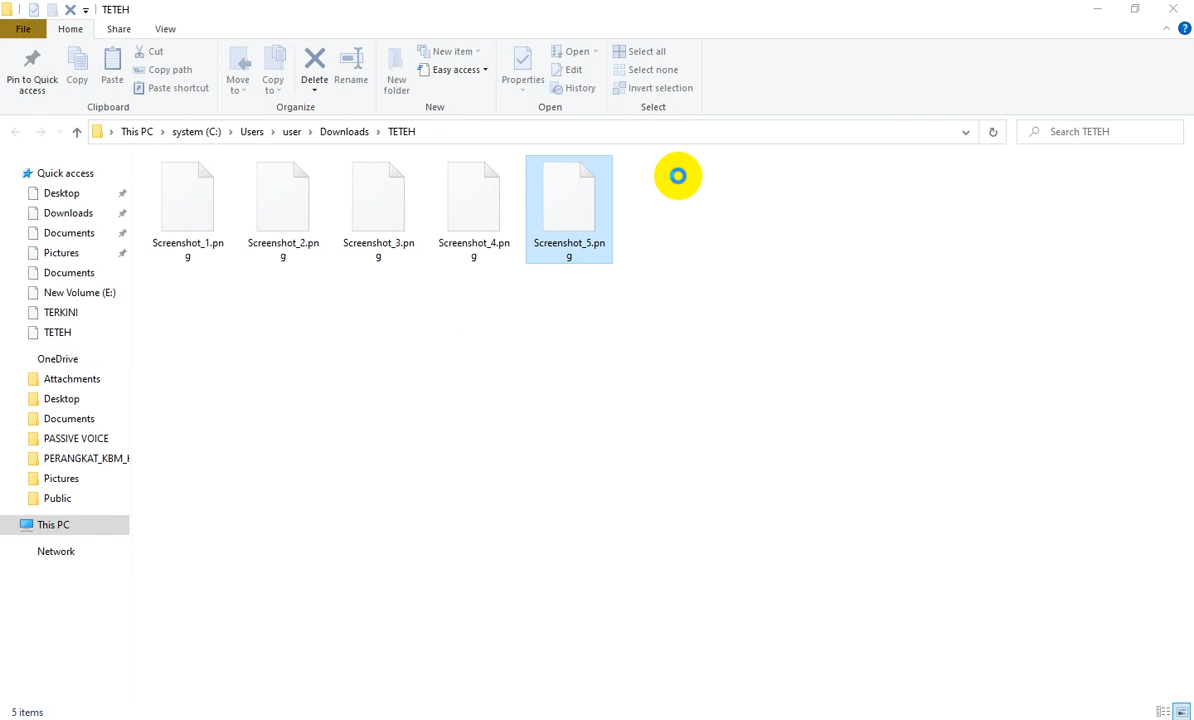 TETEH
File Home Share View
Pin to Quick access
Copy
Paste
Cut
Copy path
Paste shortcut
Clipboard
Move to
Copy to
Delete
Rename
Organize
New folder
New item
Easy access
New
Properties
Open
Edit
History
Open
Select all
Select none
Invert selection
Select
This PC system (C:) Users user Downloads TETEH
Search TETEH
Quick access
Desktop
Downloads
Documents
Pictures
Documents
New Volume (E:)
TERKINI
TETEH
OneDrive
Attachments
Desktop
Documents
PASSIVE VOICE
PERANGKAT_KBM_
Pictures
Public
This PC
Network
Screenshot_1.pn
g
Screenshot_2.pn
g
Screenshot_3.pn
g
Screenshot_4.pn
g
Screenshot_5.pn
g
5 items